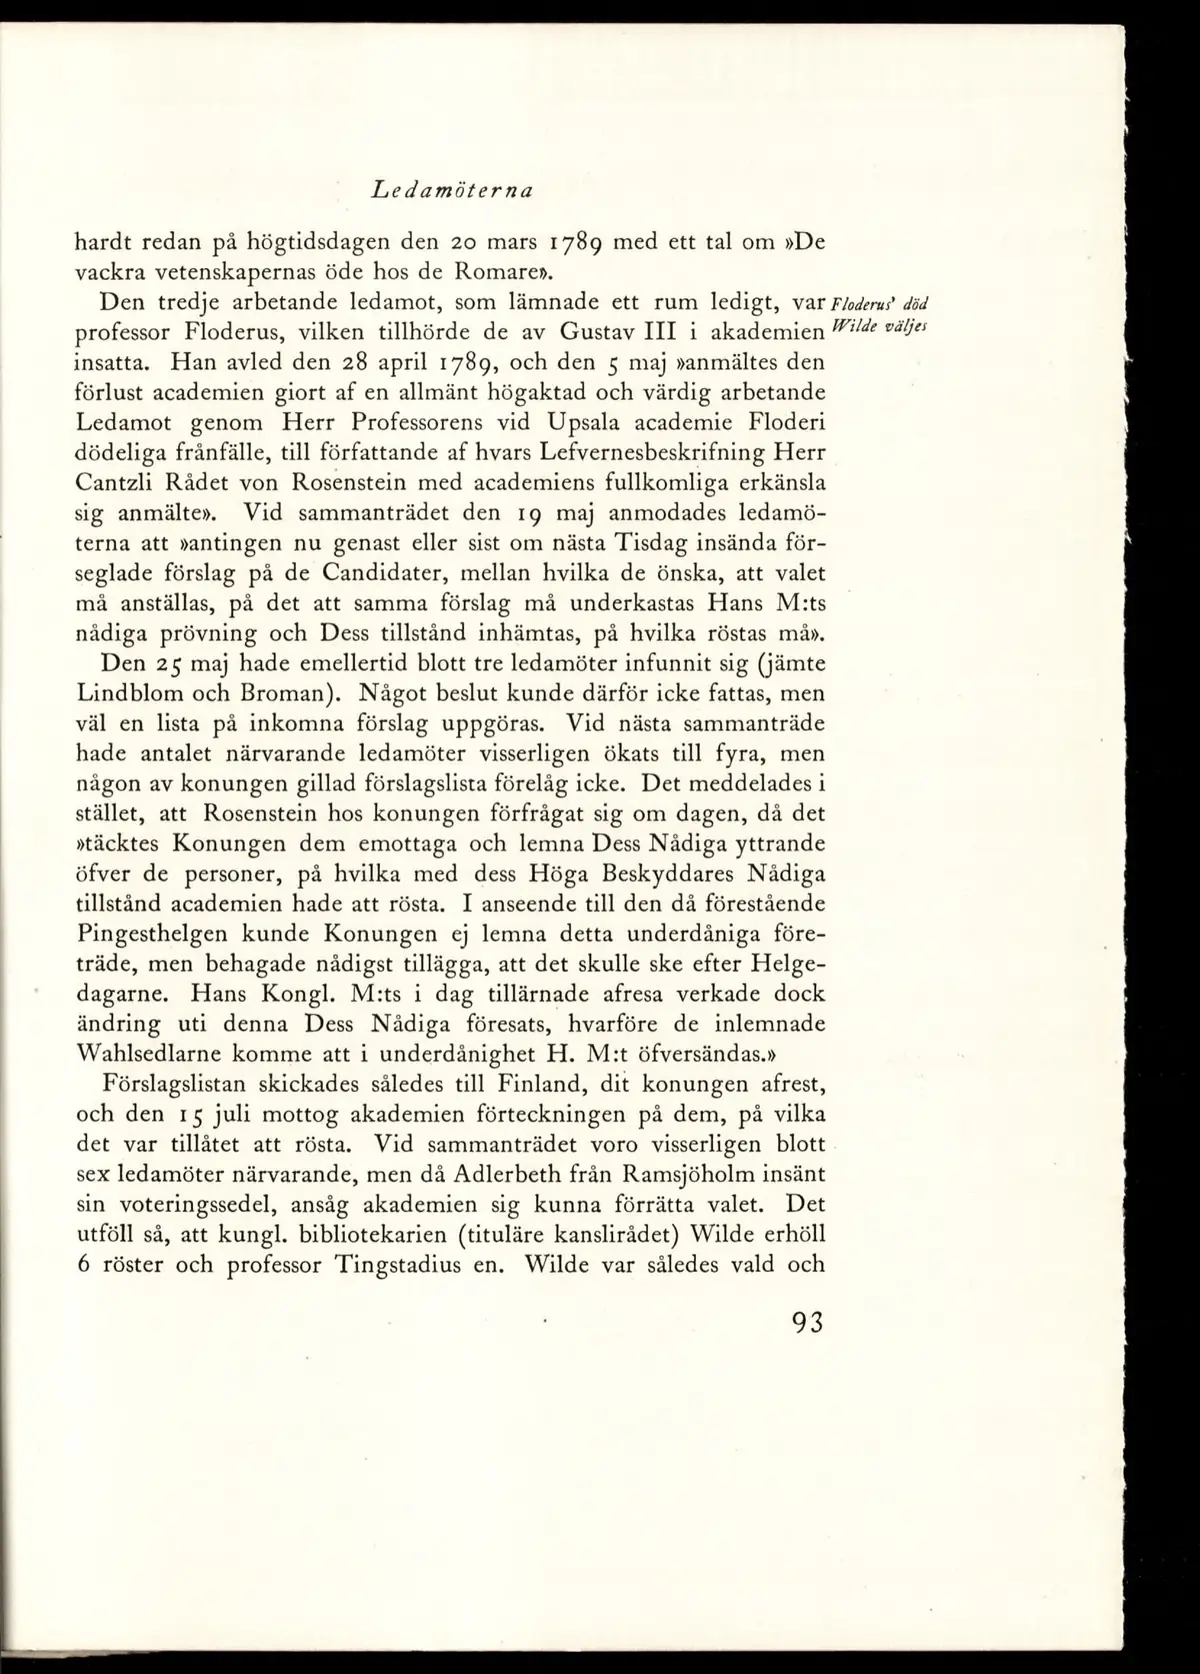 Ledamöterna
hardt redan på högtidsdagen den 20 mars 1789 med ett tal om »De
vackra vetenskapernas öde hos de Romare».
Den tredje arbetande ledamot, som lämnade ett rum ledigt, var
Floderus' död
professor Floderus, vilken tillhörde de av Gustav III i akademien
Wilde väljes
insatta. Han avled den 28 april 1789, och den 5 maj »anmältes den
förlust academien giort af en allmänt högaktad och värdig arbetande
Ledamot genom Herr Professorens vid Upsala academie Floderi
dödeliga frånfälle, till författande af hvars Lefvernesbeskrifning Herr
Cantzli Rådet von Rosenstein med academiens fullkomliga erkänsla
sig anmälte». Vid sammanträdet den 19 maj anmodades ledamö-
terna att »antingen nu genast eller sist om nästa Tisdag insända för-
seglade förslag på de Candidater, mellan hvilka de önska, att valet
må anställas, på det att samma förslag må underkastas Hans M:ts
nådiga prövning och Dess tillstånd inhämtas, på hvilka röstas må».
Den 25 maj hade emellertid blott tre ledamöter infunnit sig (jämte
Lindblom och Broman). Något beslut kunde därför icke fattas, men
väl en lista på inkomna förslag uppgöras. Vid nästa sammanträde
hade antalet närvarande ledamöter visserligen ökats till fyra, men
någon av konungen gillad förslagslista förelåg icke. Det meddelades i
stället, att Rosenstein hos konungen förfrågat sig om dagen, då det
»täcktes Konungen dem emottaga och lemna Dess Nådiga yttrande
öfver de personer, på hvilka med dess Höga Beskyddares Nådiga
tillstånd academien hade att rösta. I anseende till den då förestående
Pingesthelgen kunde Konungen ej lemna detta underdåniga före-
träde, men behagade nådigst tillägga, att det skulle ske efter Helge-
dagarne. Hans Kongl. M:ts i dag tillärnade afresa verkade dock
ändring uti denna Dess Nådiga föresats, hvarföre de inlemnade
Wahlsedlarne komme att i underdånighet H. M:t öfversändas.»
Förslagslistan skickades således till Finland, dit konungen afrest,
och den 15 juli mottog akademien förteckningen på dem, på vilka
det var tillåtet att rösta. Vid sammanträdet voro visserligen blott
sex ledamöter närvarande, men då Adlerbeth från Ramsjöholm insänt
sin voteringssedel, ansåg akademien sig kunna förrätta valet. Det
utföll så, att kungl. bibliotekarien (tituläre kanslirådet) Wilde erhöll
6 röster och professor Tingstadius en. Wilde var således vald och
93